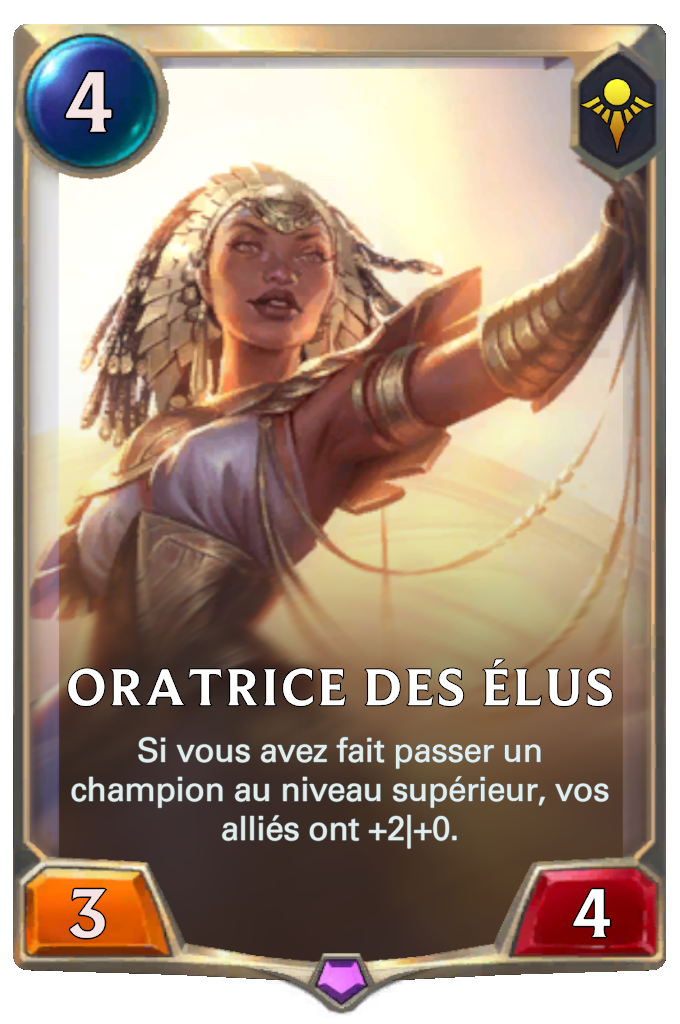 4
ORATRICE DES ÉLUS
Si vous avez fait passer un
champion au niveau supérieur, vos
alliés ont +2|+0.
3
4